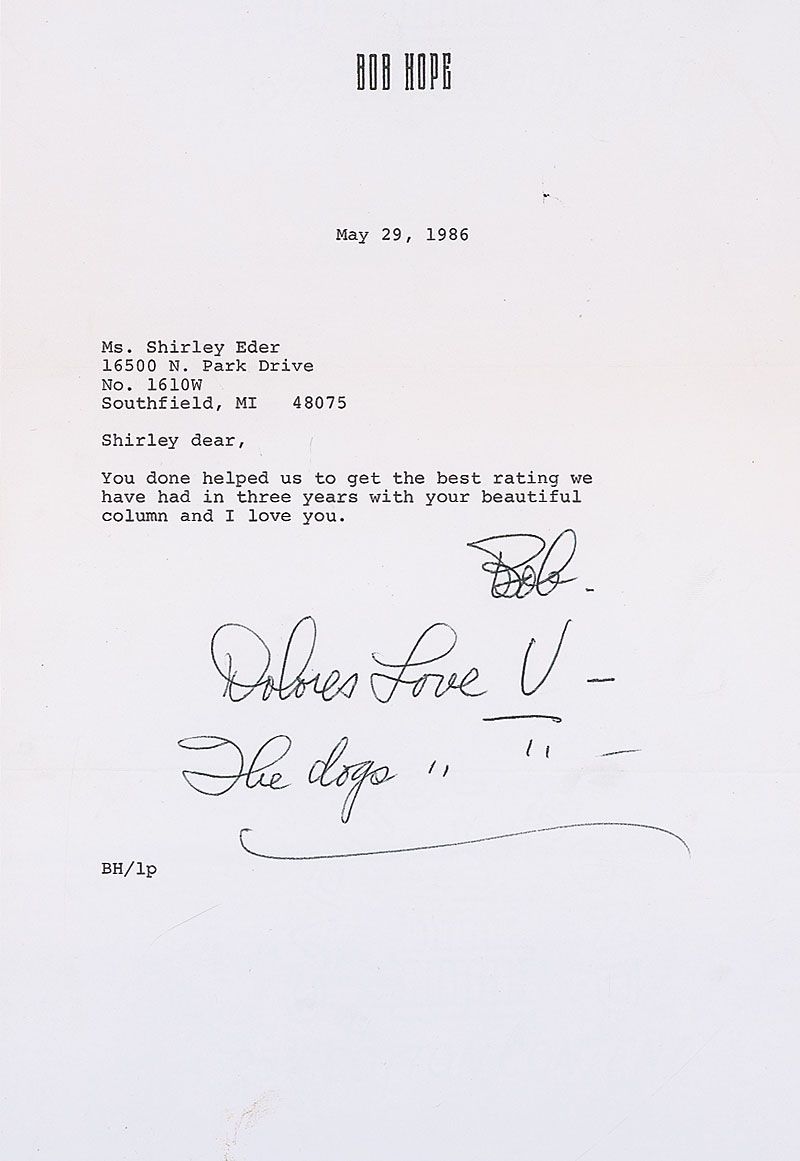 BOB HOPE
May 29, 1986
Ms. Shirley Eder
16500 N. Park Drive
No. 1610W
Southfield, MI 48075
Shirley dear,
You done helped us to get the best rating we
have had in three years with your beautiful
column and I love you.
Bob.
Dolores Love U —
The dogs " " —
BH/lp